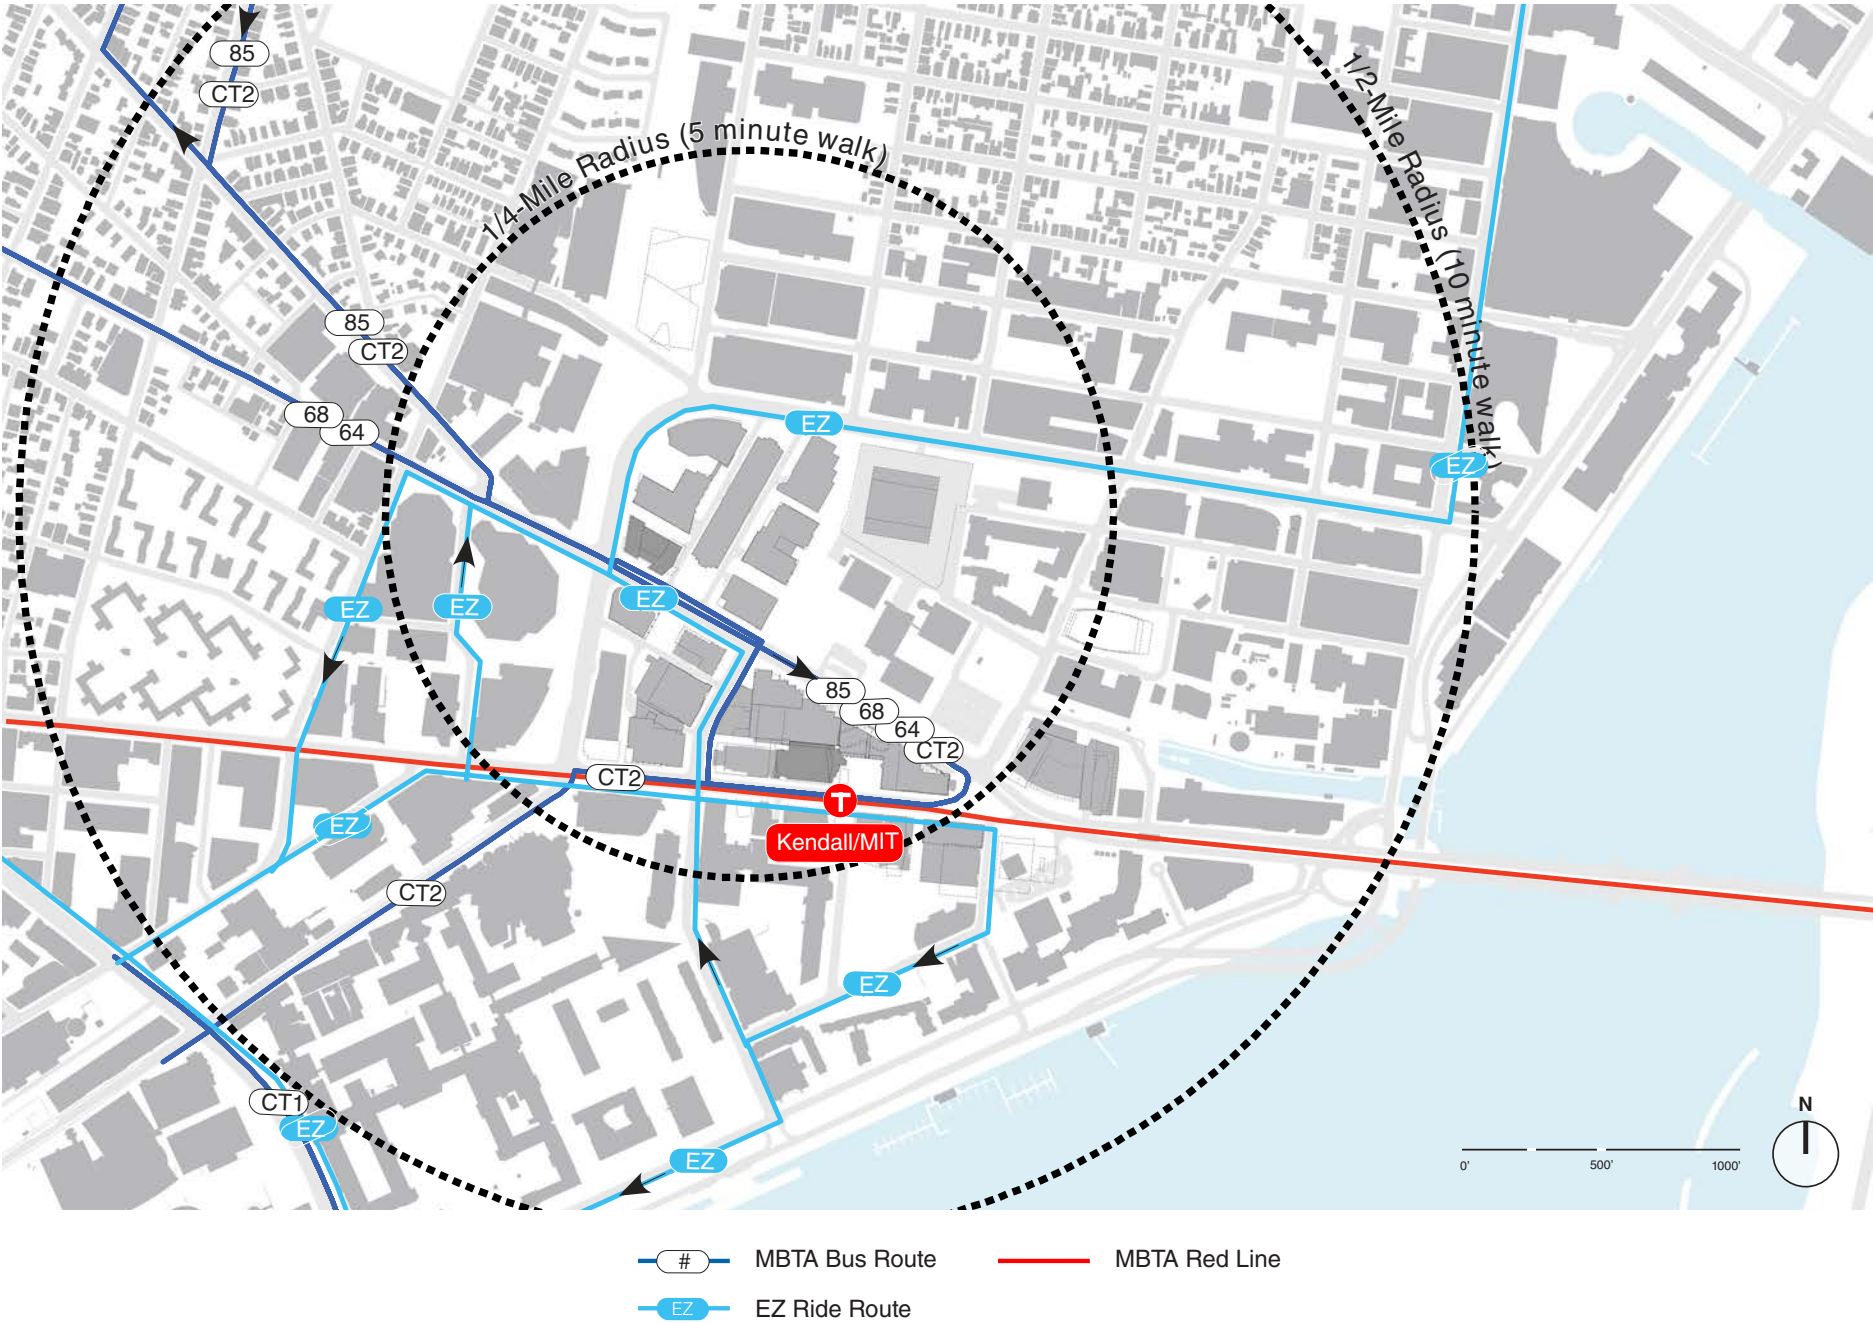 85
CT2
1/2-Mile Radius (10 minute walk)
1/4-Mile Radius (5 minute walk)
85
CT2
68
64
EZ
EZ
EZ
EZ
EZ
85
68
64
CT2
CT2
T
Kendall/MIT
EZ
CT2
EZ
CT1
EZ
EZ
N
0'
500'
1000'
# MBTA Bus Route
MBTA Red Line
EZ EZ Ride Route